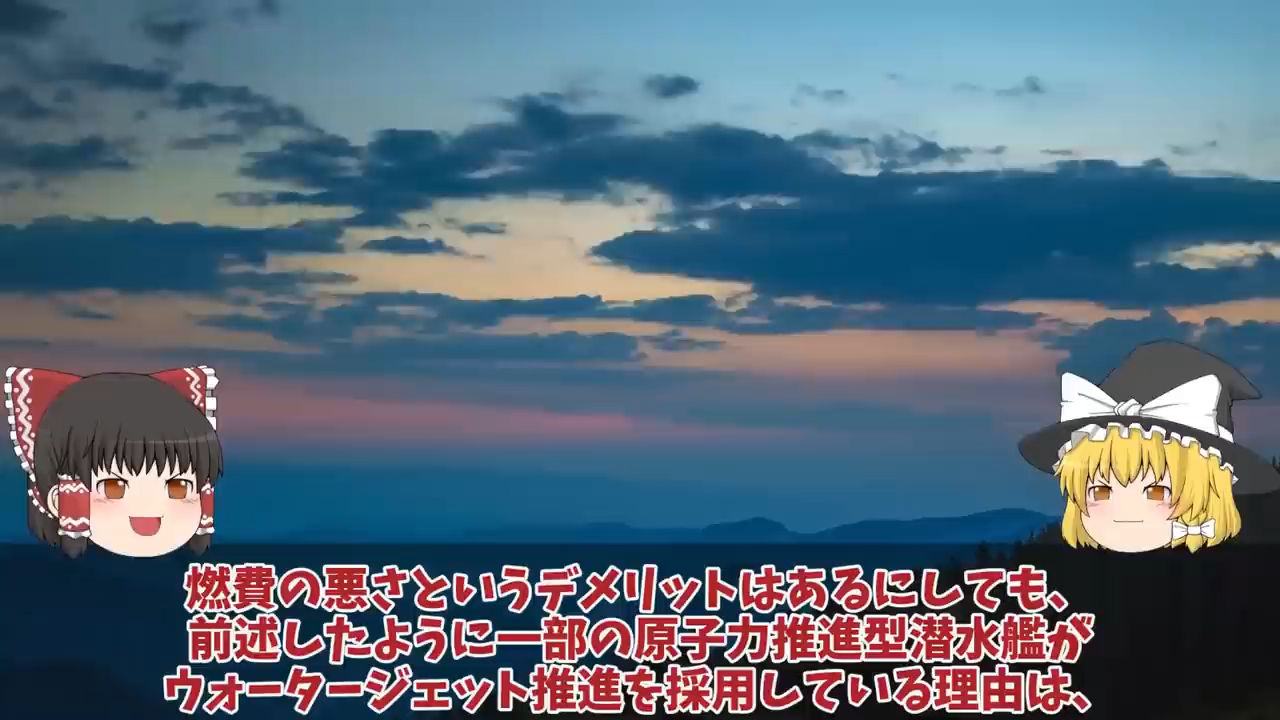 燃費の悪さというデメリットはあるにしても、
前述したように一部の原子力推進型潜水艦が
ウォータージェット推進を採用している理由は、